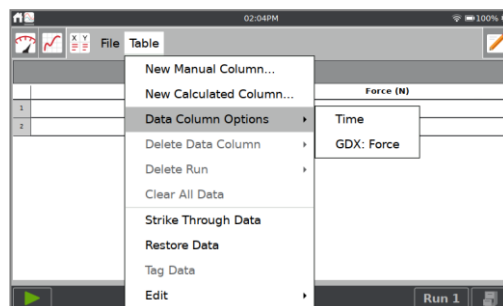 02:04PM
100%
X Y
File Table
New Manual Column...
New Calculated Column...
Force (N)
1
Data Column Options
Time
2
Delete Data Column
GDX: Force
Delete Run
Clear All Data
Strike Through Data
Restore Data
Tag Data
Edit
Run 1